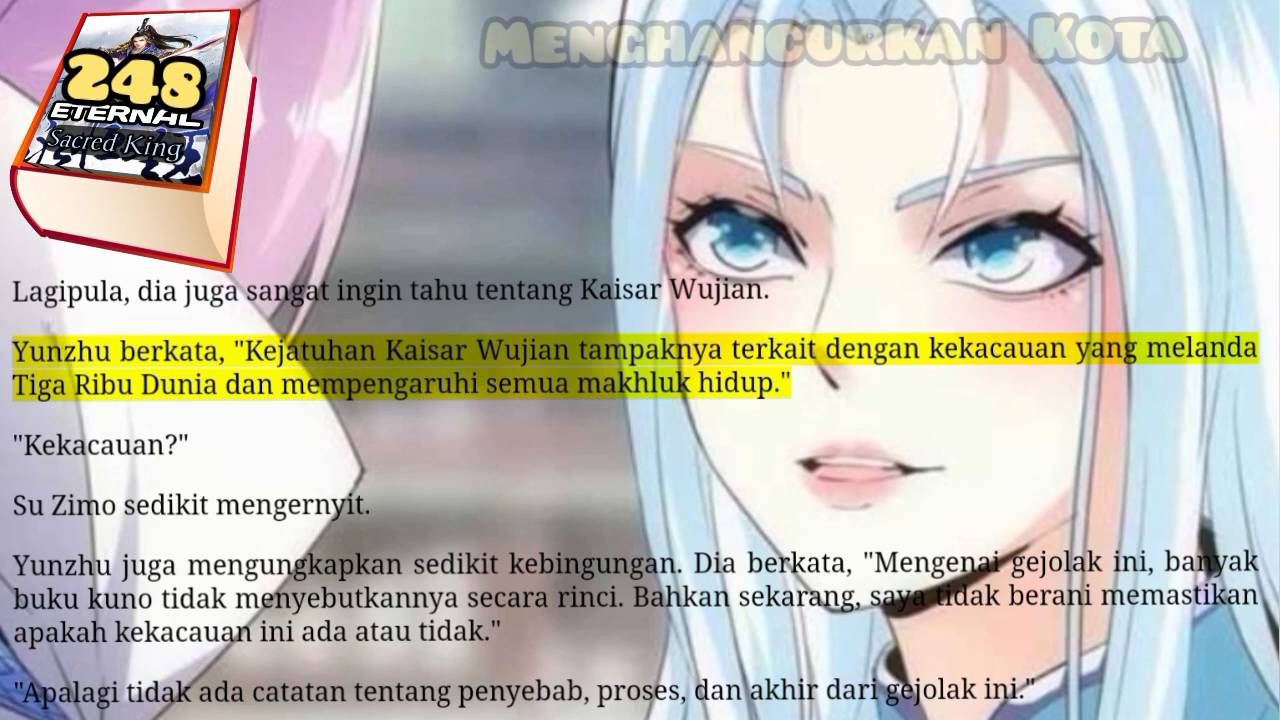 Menghancurkan Kota
248
ETERNAL
Sacred King
Lagipula, dia juga sangat ingin tahu tentang Kaisar Wujian.
Yunzhu berkata, "Kejatuhan Kaisar Wujian tampaknya terkait dengan kekacauan yang melanda
Tiga Ribu Dunia dan mempengaruhi semua makhluk hidup."
"Kekacauan?"
Su Zimo sedikit mengernyit.
Yunzhu juga mengungkapkan sedikit kebingungan. Dia berkata, "Mengenai gejolak ini, banyak
buku kuno tidak menyebutkannya secara rinci. Bahkan sekarang, saya tidak berani memastikan
apakah kekacauan ini ada atau tidak."
"Apalagi tidak ada catatan tentang penyebab, proses, dan akhir dari gejolak ini."